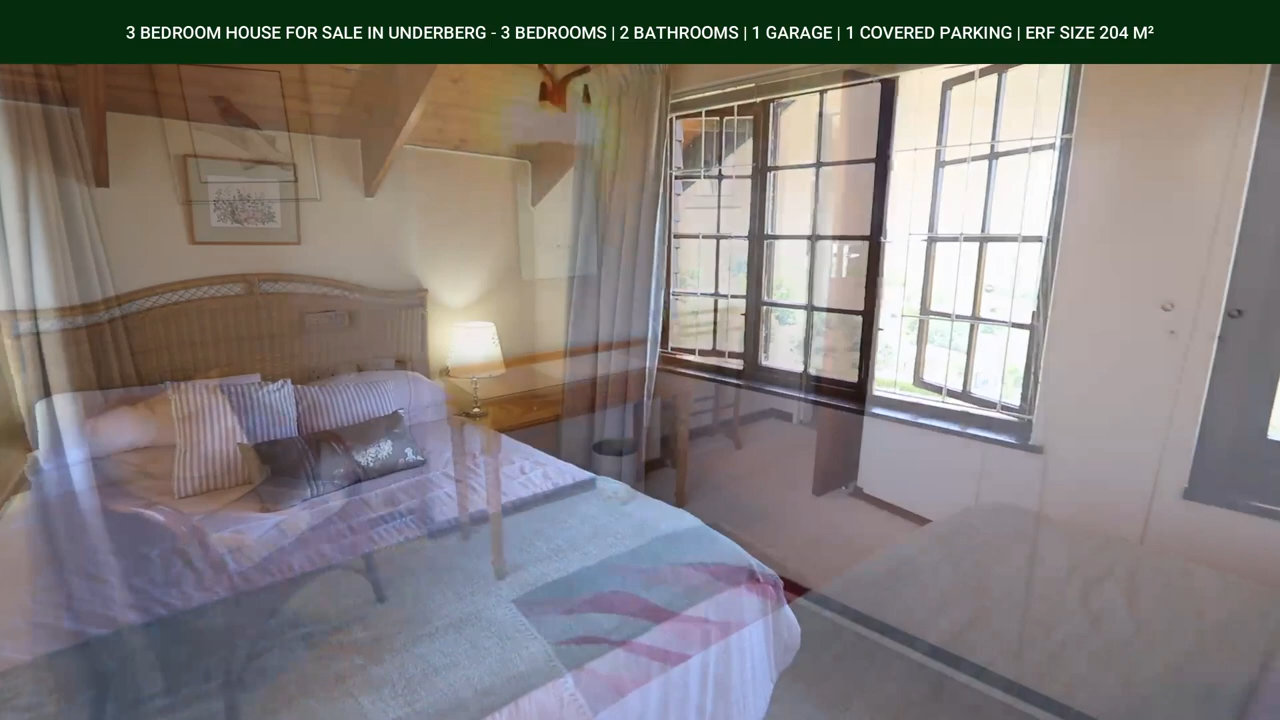 3 BEDROOM HOUSE FOR SALE IN UNDERBERG - 3 BEDROOMS | 2 BATHROOMS | 1 GARAGE | 1 COVERED PARKING | ERF SIZE 204 M²